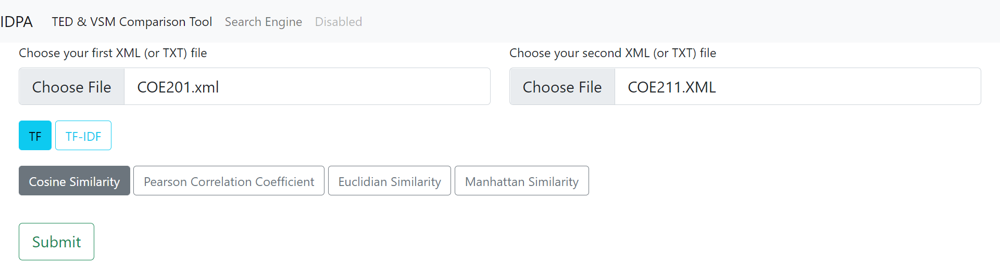 IDPA TED & VSM Comparison Tool Search Engine Disabled
Choose your first XML (or TXT) file
Choose File COE201.xml
Choose your second XML (or TXT) file
Choose File COE211.XML
TF TF-IDF
Cosine Similarity Pearson Correlation Coefficient Euclidian Similarity Manhattan Similarity
Submit